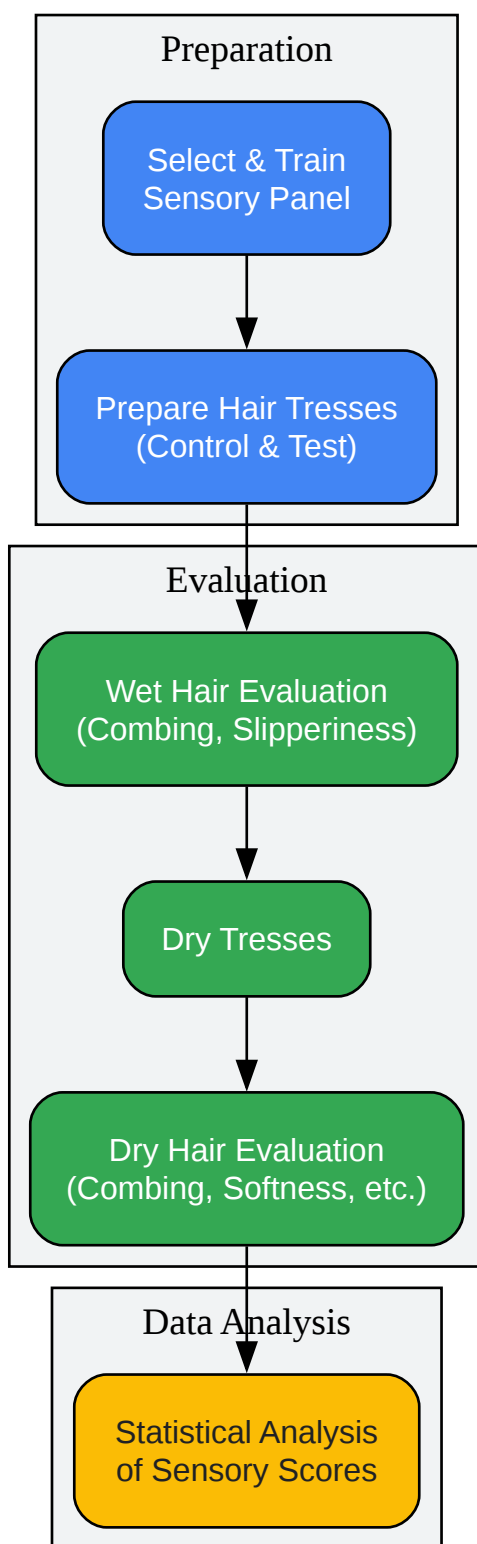 Preparation
Select & Train
Sensory Panel
Prepare Hair Tresses
(Control & Test)
Evaluation
Wet Hair Evaluation
(Combing, Slipperiness)
Dry Tresses
Dry Hair Evaluation
(Combing, Softness, etc.)
Data Analysis
Statistical Analysis
of Sensory Scores